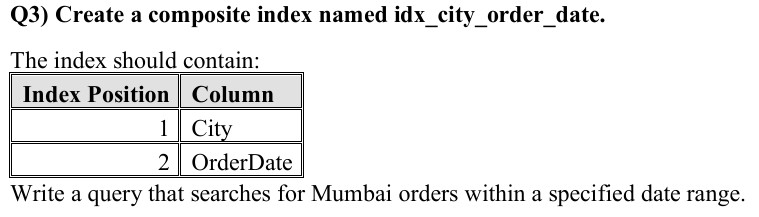 Q3) Create a composite index named idx_city_order_date.
The index should contain:
Index Position Column
1 City
2 OrderDate
Write a query that searches for Mumbai orders within a specified date range.